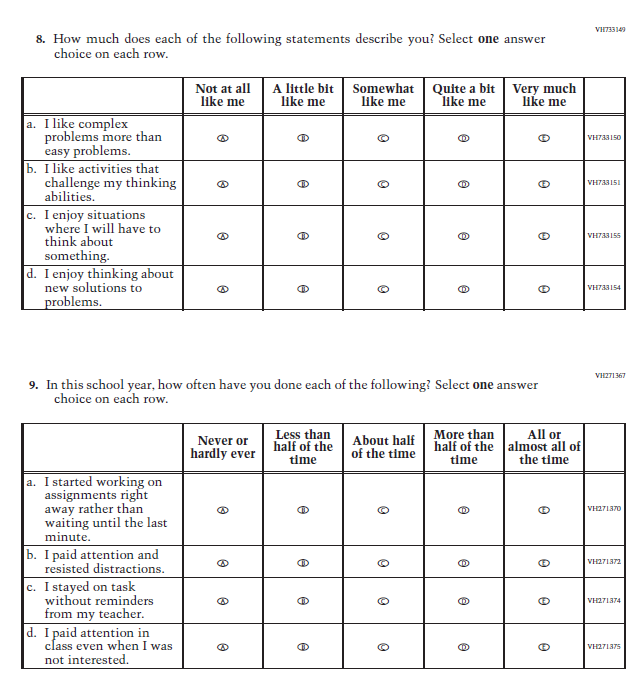 VH733149
8. How much does each of the following statements describe you? Select one answer
choice on each row.
Not at all
like me
A little bit
like me
Somewhat
like me
Quite a bit
like me
Very much
like me
a. I like complex
problems more than
easy problems.
A B C D E VH733150
b. I like activities that
challenge my thinking
abilities.
A B C D E VH733151
c. I enjoy situations
where I will have to
think about
something.
A B C D E VH733155
d. I enjoy thinking about
new solutions to
problems.
A B C D E VH733154
VH271367
9. In this school year, how often have you done each of the following? Select one answer
choice on each row.
Never or
hardly ever
Less than
half of the
time
About half
of the time
More than
half of the
time
All or
almost all of
the time
a. I started working on
assignments right
away rather than
waiting until the last
minute.
A B C D E VH271370
b. I paid attention and
resisted distractions.
A B C D E VH271372
c. I stayed on task
without reminders
from my teacher.
A B C D E VH271374
d. I paid attention in
class even when I was
not interested.
A B C D E VH271375